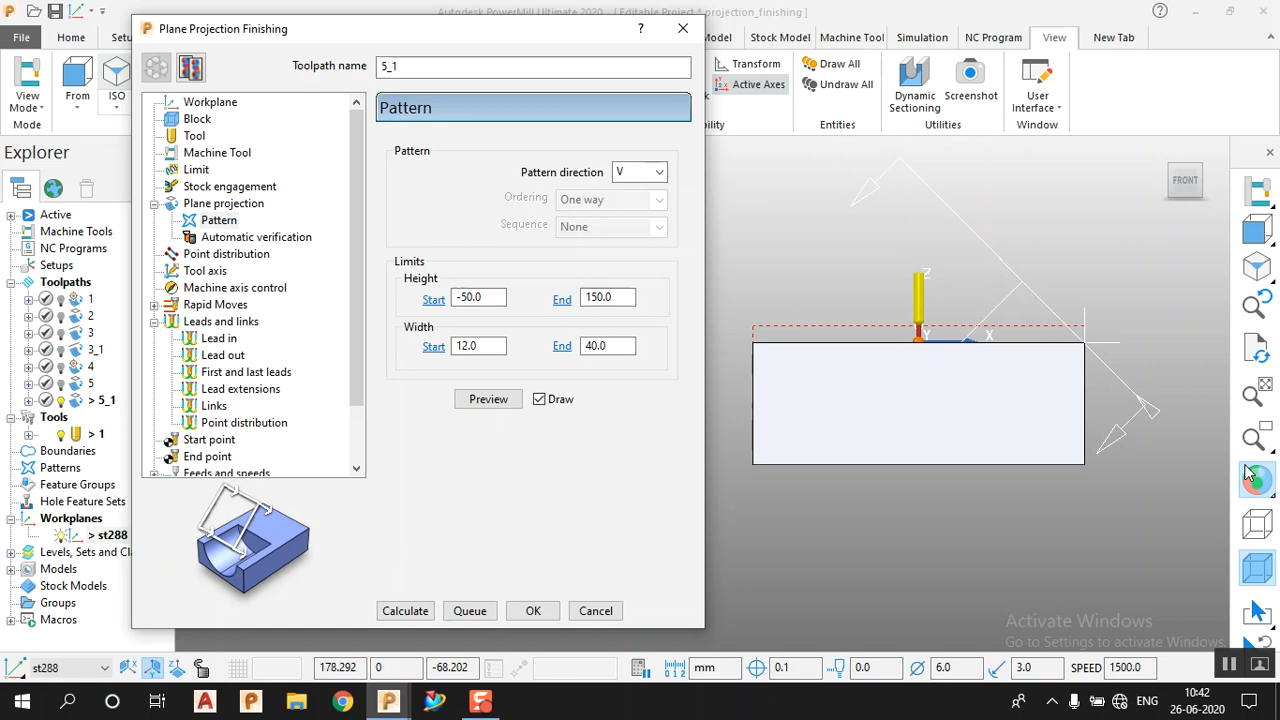 Autodesk PowerMill Ultimate 2020 - [Editable Project * projection_finishing ]
Plane Projection Finishing
File
Home
Setu
Model
Stock Model
Machine Tool
Simulation
NC Program
View
New Tab
View
Mode
Mode
From
ISO
Transform
Active Axes
bility
Draw All
Undraw All
Entities
Dynamic
Sectioning
Screenshot
Utilities
User
Interface
Window
Toolpath name
5_1
Workplane
Block
Tool
Machine Tool
Limit
Stock engagement
Plane projection
Pattern
Automatic verification
Point distribution
Tool axis
Machine axis control
Rapid Moves
Leads and links
Lead in
Lead out
First and last leads
Lead extensions
Links
Point distribution
Start point
End point
Feeds and speeds
Pattern
Pattern
Pattern direction
V
Ordering
One way
Sequence
None
Limits
Height
Start
-50.0
End
150.0
Width
Start
12.0
End
40.0
Preview
Draw
Calculate
Queue
OK
Cancel
Explorer
Active
Machine Tools
NC Programs
Setups
Toolpaths
1
2
3
3_1
4
5
> 5_1
Tools
> 1
Boundaries
Patterns
Feature Groups
Hole Feature Sets
Workplanes
> st288
Levels, Sets and Cla
Models
Stock Models
Groups
Macros
FRONT
Z
Y
X
Activate Windows
Go to Settings to activate Windows.
st288
178.292
0
-68.202
mm
0.1
0.0
6.0
3.0
SPEED
1500.0
ENG
10:42
26-06-2020